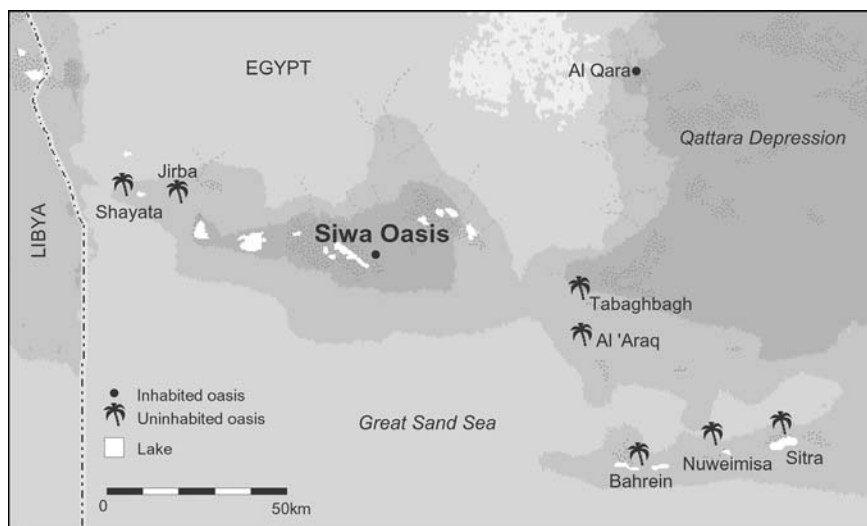 EGYPT
Al Qara
Qattara Depression
Jirba
Shayata
LIBYA
Siwa Oasis
Tabaghbagh
Al 'Araq
Inhabited oasis
Uninhabited oasis
Lake
Great Sand Sea
Bahrein
Nuweimisa
Sitra
0
50km